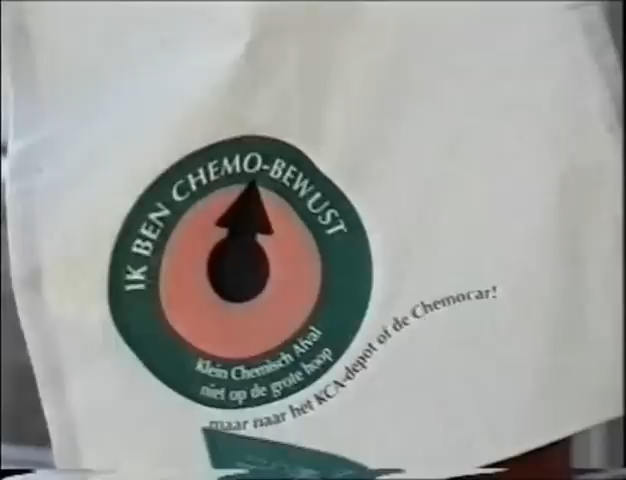 IK BEN CHEMO-BEWUST
Klein Chemisch Afval
niet op de grote hoop
maar naar het KCA-depot of de Chemocar!